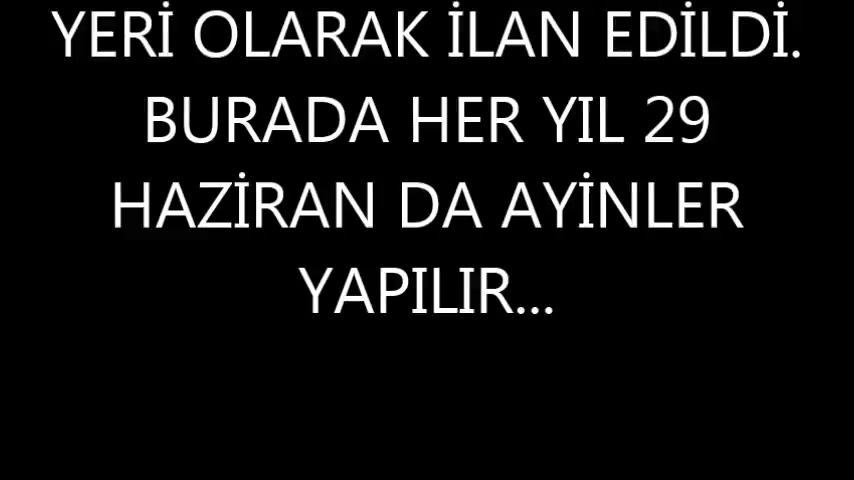 YERİ OLARAK İLAN EDİLDİ.
BURADA HER YIL 29
HAZİRAN DA AYİNLER
YAPILIR...